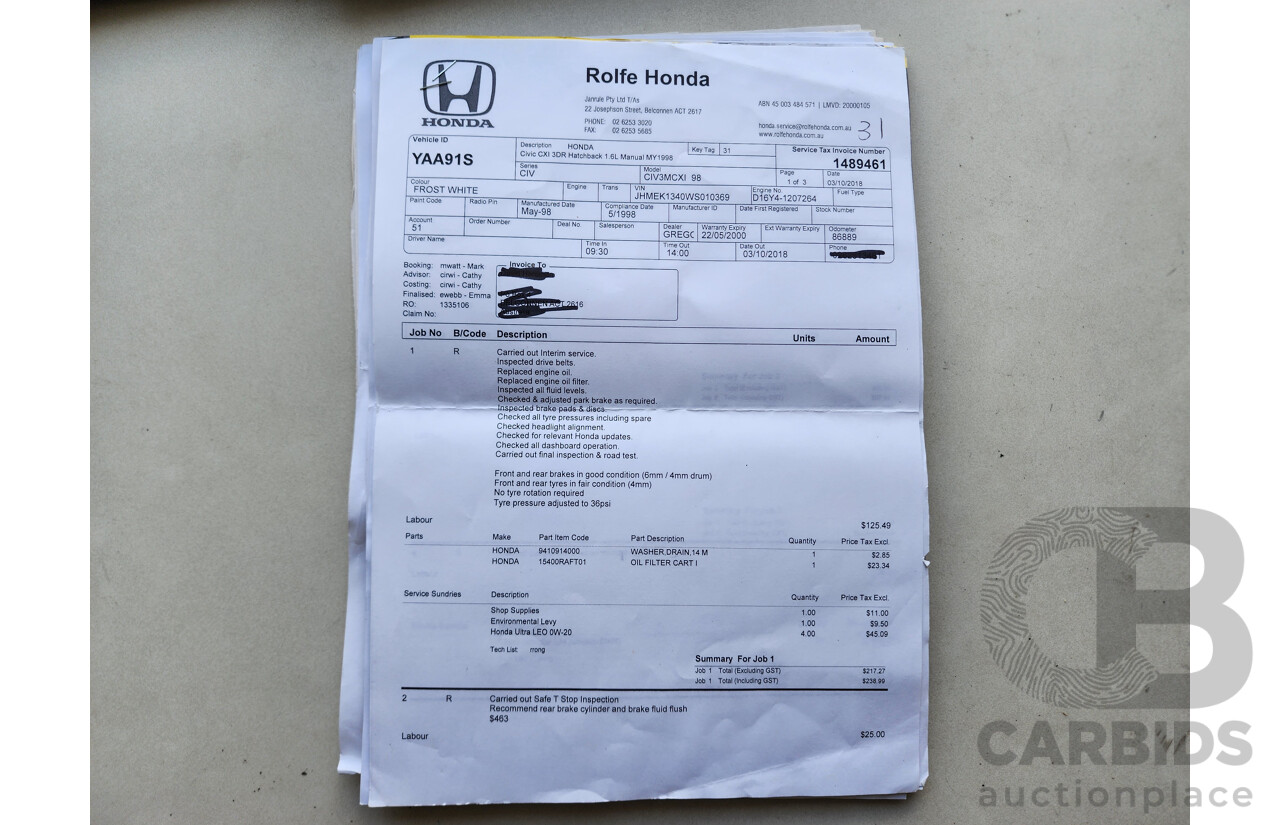 HONDA
Rolfe Honda
Janrule Pty Ltd T/As
22 Josephson Street, Belconnen ACT 2617
PHONE: 02 6253 3020
FAX: 02 6253 5685
ABN 45 003 484 571 | LMVD: 20000105
honda.service@rolfehonda.com.au
www.rolfehonda.com.au
31
Vehicle ID
YAA91S
Description HONDA
Civic CXI 3DR Hatchback 1.6L Manual MY1998
Key Tag 31
Service Tax Invoice Number
1489461
Series
CIV
Model
CIV3MCXI 98
Page
1 of 3
Date
03/10/2018
Colour
FROST WHITE
Engine
Trans
VIN
JHMEK1340WS010369
Engine No
D16Y4-1207264
Fuel Type
Paint Code
Radio Pin
Manufactured Date
May-98
Compliance Date
5/1998
Manufacturer ID
Date First Registered
Stock Number
Account
51
Order Number
Deal No.
Salesperson
Dealer
GREGC
Warranty Expiry
22/05/2000
Ext Warranty Expiry
Odometer
86889
Driver Name
Time In
09:30
Time Out
14:00
Date Out
03/10/2018
Phone
Booking: mwatt - Mark
Advisor: cirwi - Cathy
Costing: cirwi - Cathy
Finalised: ewebb - Emma
RO: 1335106
Claim No:
Invoice To
ACT 2616
Job No B/Code Description Units Amount
1 R Carried out Interim service.
Inspected drive belts.
Replaced engine oil.
Replaced engine oil filter.
Inspected all fluid levels.
Checked & adjusted park brake as required.
Inspected brake pads & discs
Checked all tyre pressures including spare
Checked headlight alignment.
Checked for relevant Honda updates.
Checked all dashboard operation.
Carried out final inspection & road test.
Front and rear brakes in good condition (6mm / 4mm drum)
Front and rear tyres in fair condition (4mm)
No tyre rotation required
Tyre pressure adjusted to 36psi
Labour $125.49
Parts Make Part Item Code Part Description Quantity Price Tax Excl.
HONDA 9410914000 WASHER,DRAIN,14 M 1 $2.85
HONDA 15400RAFT01 OIL FILTER CART I 1 $23.34
Service Sundries Description Quantity Price Tax Excl.
Shop Supplies 1.00 $11.00
Environmental Levy 1.00 $9.50
Honda Ultra LEO 0W-20 4.00 $45.09
Tech List: rrong
Summary For Job 1
Job 1 Total (Excluding GST) $217.27
Job 1 Total (Including GST) $238.99
2 R Carried out Safe T Stop Inspection
Recommend rear brake cylinder and brake fluid flush
$463
Labour $25.00
CB
CARBIDS
auctionplace